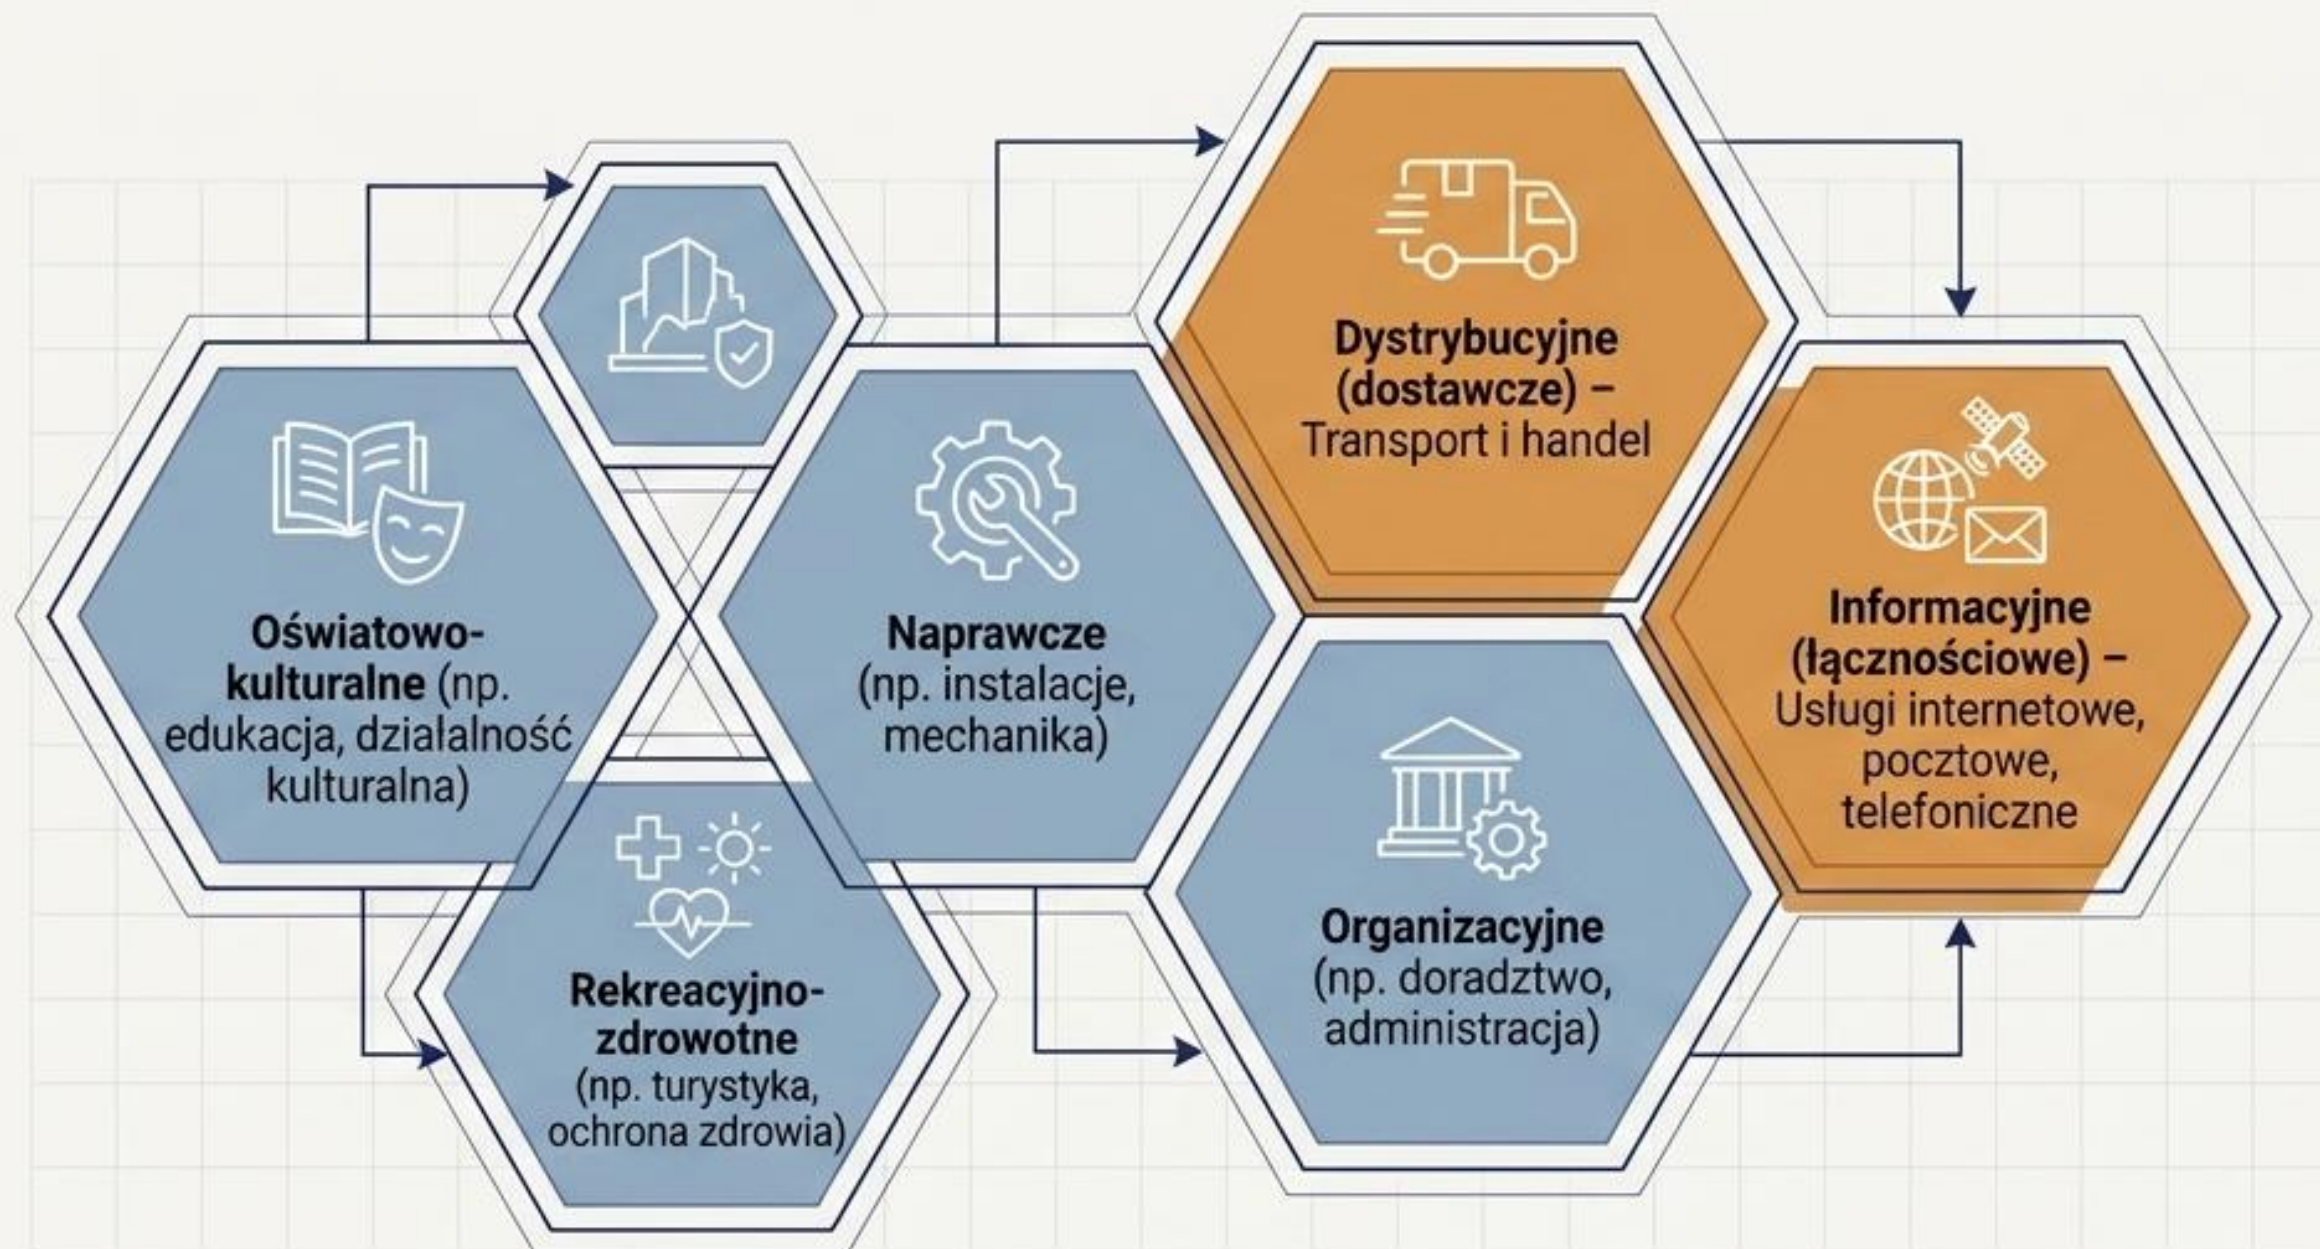 Oświatowo-
kulturalne (np.
edukacja, działalność
kulturalna)
Rekreacyjno-
zdrowotne
(np. turystyka,
ochrona zdrowia)
Naprawcze
(np. instalacje,
mechanika)
Dystrybucyjne
(dostawcze) –
Transport i handel
Organizacyjne
(np. doradztwo,
administracja)
Informacyjne
(łącznościowe) –
Usługi internetowe,
pocztowe,
telefoniczne